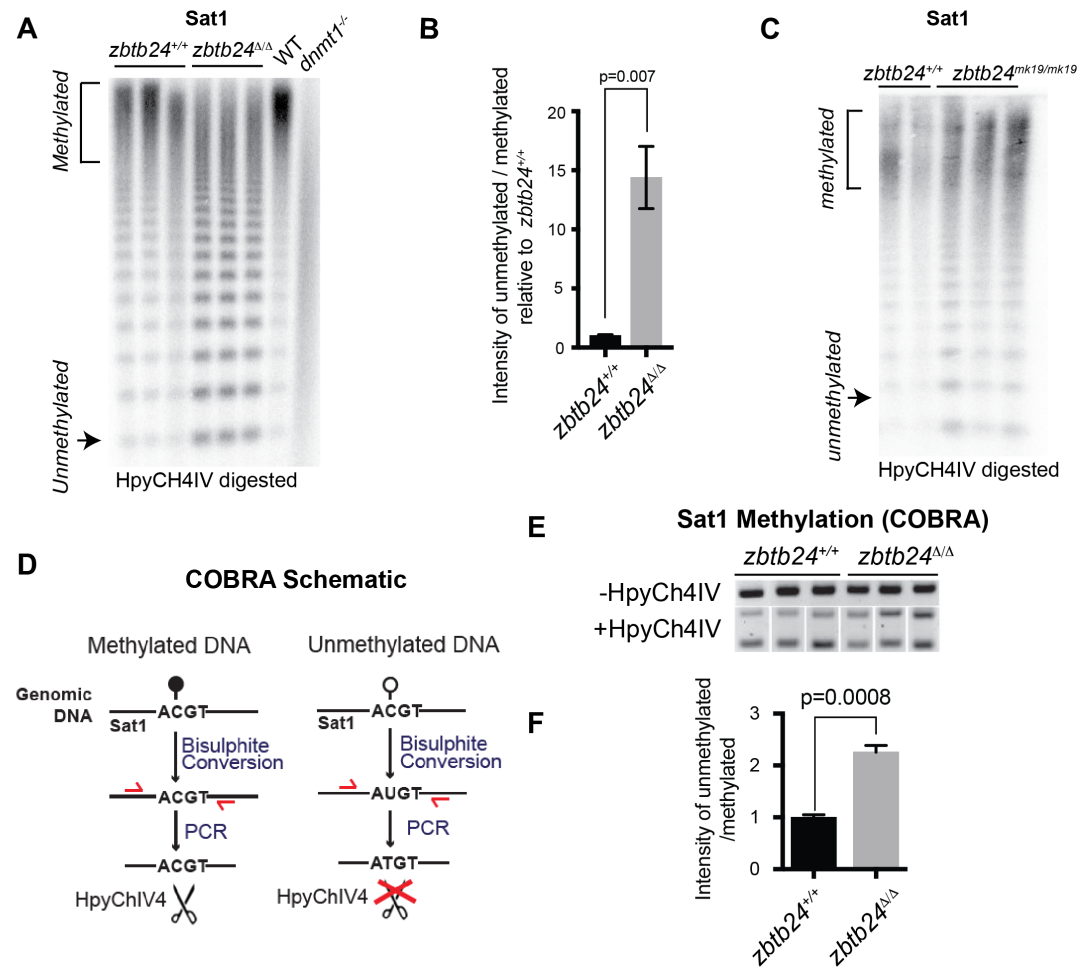 A
Sat1
zbtb24+/+ zbtb24Δ/Δ WT dnmt1-/-
Methylated
Unmethylated
HpyCH4IV digested
B
p=0.007
Intensity of unmethylated / methylated
relative to zbtb24+/+
20
15
10
5
0
zbtb24+/+
zbtb24Δ/Δ
C
Sat1
zbtb24+/+ zbtb24mk19/mk19
methylated
unmethylated
HpyCH4IV digested
D
COBRA Schematic
Methylated DNA
Unmethylated DNA
Genomic
DNA
Sat1
ACGT
Bisulphite
Conversion
ACGT
PCR
ACGT
HpyChIV4
Sat1
ACGT
Bisulphite
Conversion
AUGT
PCR
ATGT
HpyChIV4
E
Sat1 Methylation (COBRA)
zbtb24+/+ zbtb24Δ/Δ
-HpyCh4IV
+HpyCh4IV
F
p=0.0008
Intensity of unmethylated
/methylated
3
2
1
0
zbtb24+/+
zbtb24Δ/Δ